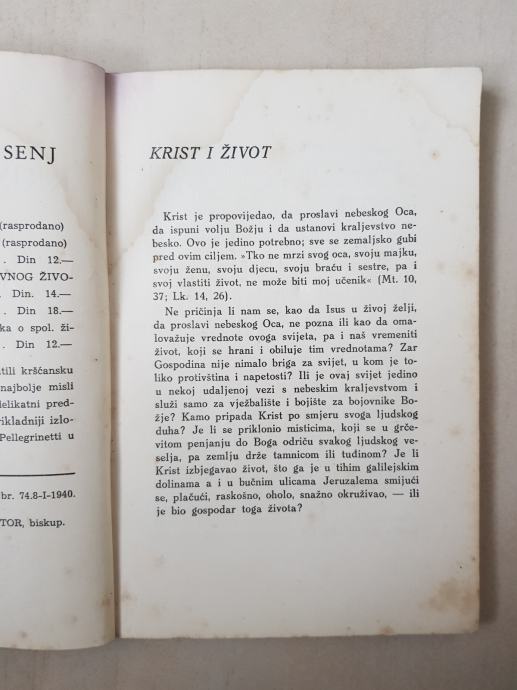 SENJ
(rasprodano)
(rasprodano)
. Din 12.—
VNOG ŽIVO-
. Din. 14.—
. . Din 18.—
ka o spol. ži-
. . Din 12.—
tili kršćansku
najbolje misli
delikatni pred-
rikladniji izlo-
Pellegrinetti u
br. 74.8-I-1940.
TOR, biskup.
KRIST I ŽIVOT
Krist je propovijedao, da proslavi nebeskog Oca,
da ispuni volju Božju i da ustanovi kraljevstvo ne-
besko. Ovo je jedino potrebno; sve se zemaljsko gubi
pred ovim ciljem. »Tko ne mrzi svog oca, svoju majku,
svoju ženu, svoju djecu, svoju braću i sestre, pa i
svoj vlastiti život, ne može biti moj učenik« (Mt. 10,
37; Lk. 14, 26).
Ne pričinja li nam se, kao da Isus u živoj želji,
da proslavi nebeskog Oca, ne pozna ili kao da oma-
lovažuje vrednote ovoga svijeta, pa i naš vremeniti
život, koji se hrani i obiluje tim vrednotama? Zar
Gospodina nije nimalo briga za svijet, u kom je to-
liko protivština i napetosti? Ili je ovaj svijet jedino
u nekoj udaljenoj vezi s nebeskim kraljevstvom i
služi samo za vježbalište i bojište za bojovnike Bo-
žje? Kamo pripada Krist po smjeru svoga ljudskog
duha? Je li se priklonio misticima, koji se u grče-
vitom penjanju do Boga odriču svakog ljudskog ve-
selja, pa zemlju drže tamnicom ili tuđinom? Je li
Krist izbjegavao život, što ga je u tihim galilejskim
dolinama a i u bučnim ulicama Jeruzalema smijući
se, plačući, raskošno, oholo, snažno okruživao, — ili
je bio gospodar toga života?